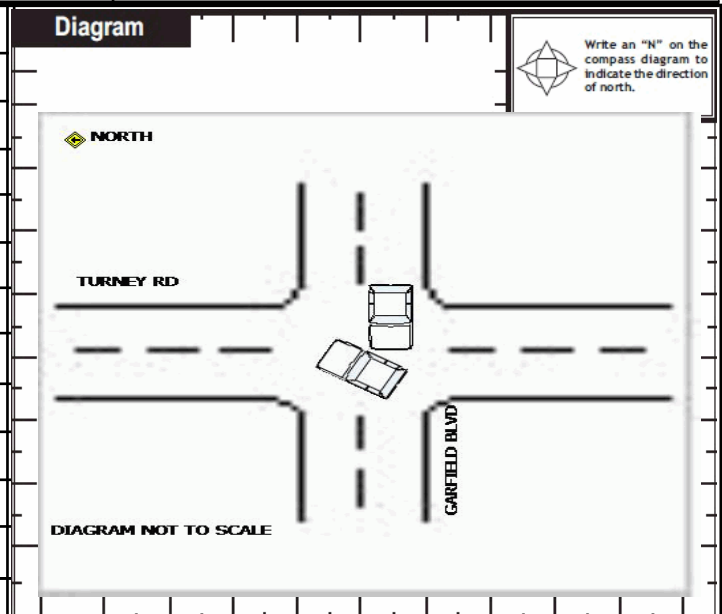 Diagram
Write an "N" on the
compass diagram to
indicate the direction
of north.
NORTH
TURNEY RD
GARFIELD BLVD
DIAGRAM NOT TO SCALE